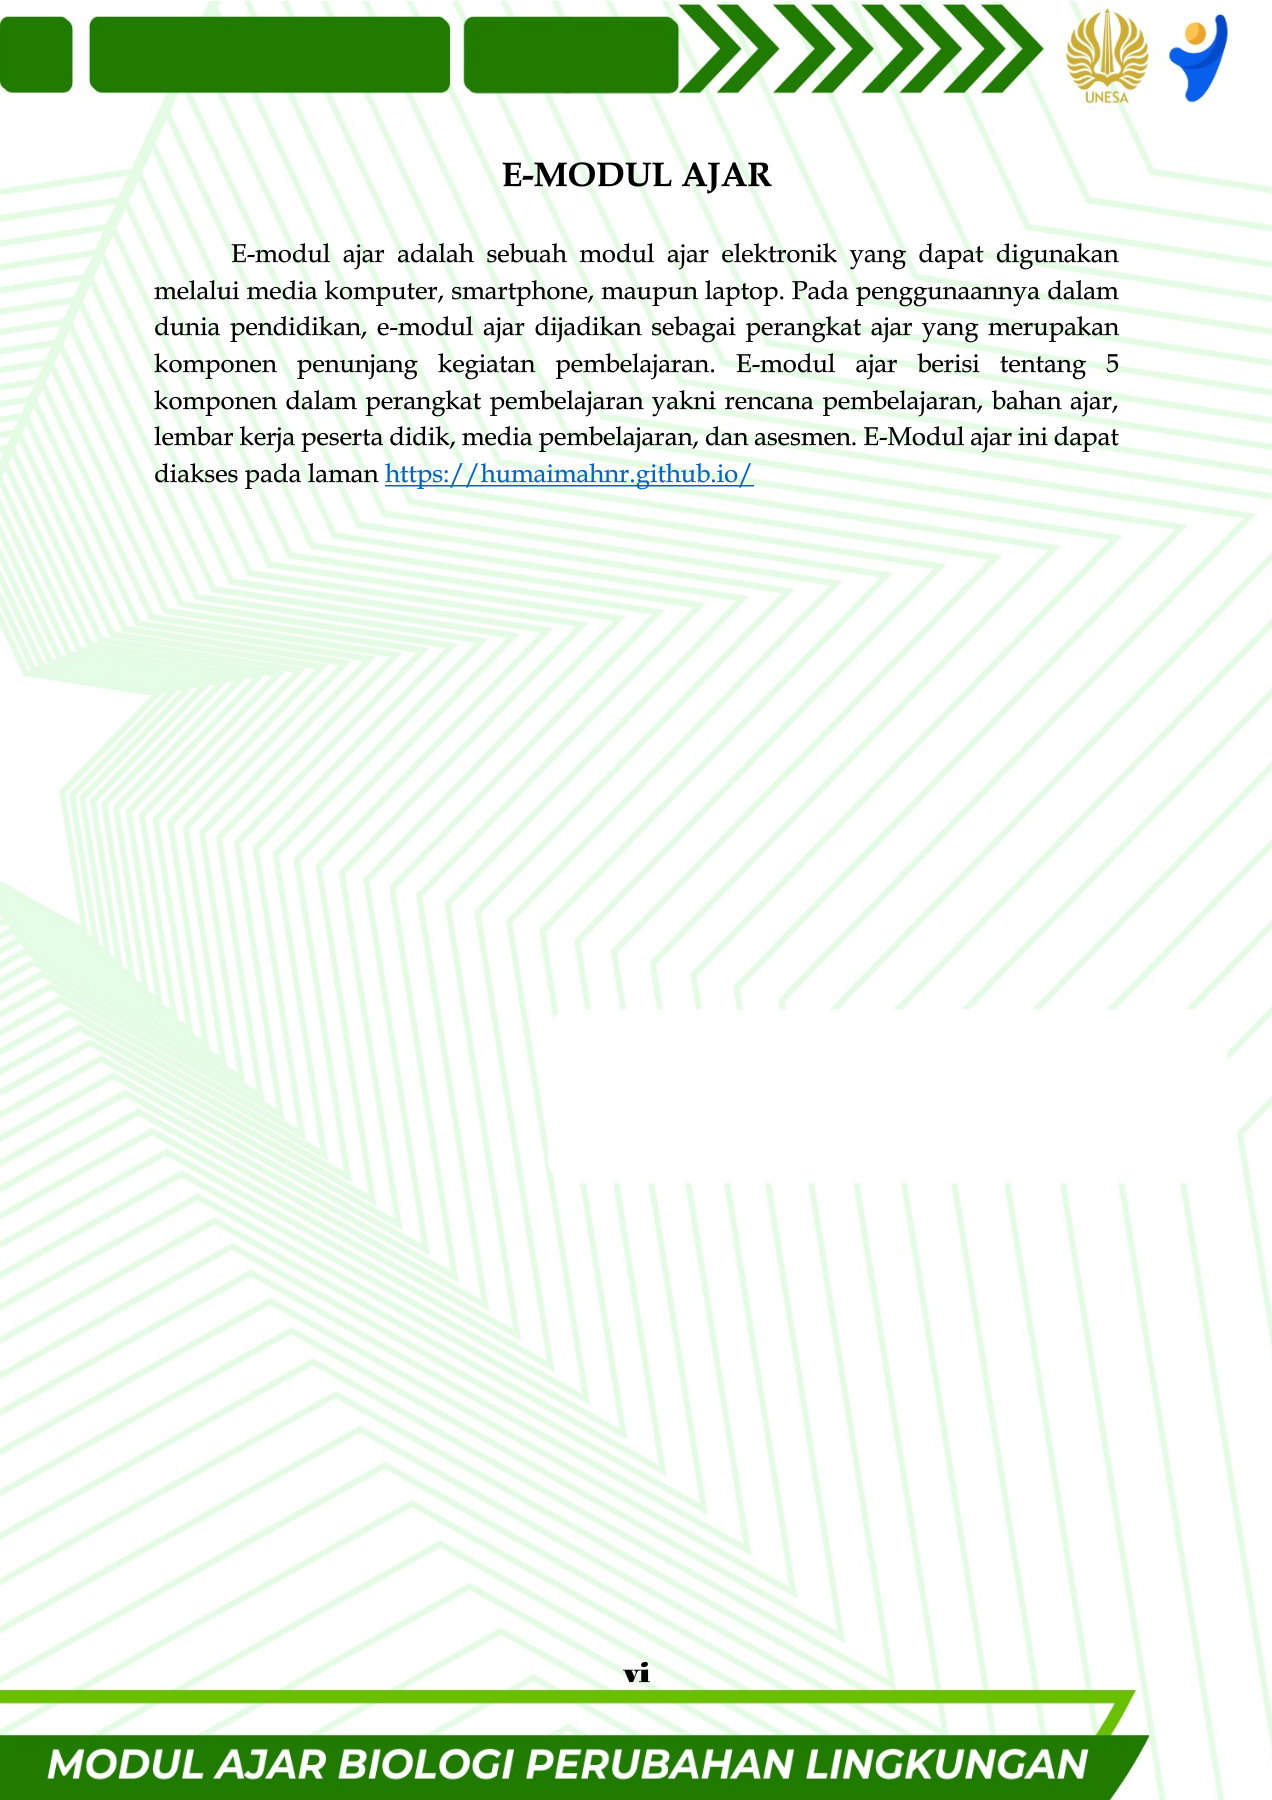 UNESA
E-MODUL AJAR
E-modul ajar adalah sebuah modul ajar elektronik yang dapat digunakan
melalui media komputer, smartphone, maupun laptop. Pada penggunaannya dalam
dunia pendidikan, e-modul ajar dijadikan sebagai perangkat ajar yang merupakan
komponen penunjang kegiatan pembelajaran. E-modul ajar berisi tentang 5
komponen dalam perangkat pembelajaran yakni rencana pembelajaran, bahan ajar,
lembar kerja peserta didik, media pembelajaran, dan asesmen. E-Modul ajar ini dapat
diakses pada laman https://humaimahnr.github.io/
vi
MODUL AJAR BIOLOGI PERUBAHAN LINGKUNGAN